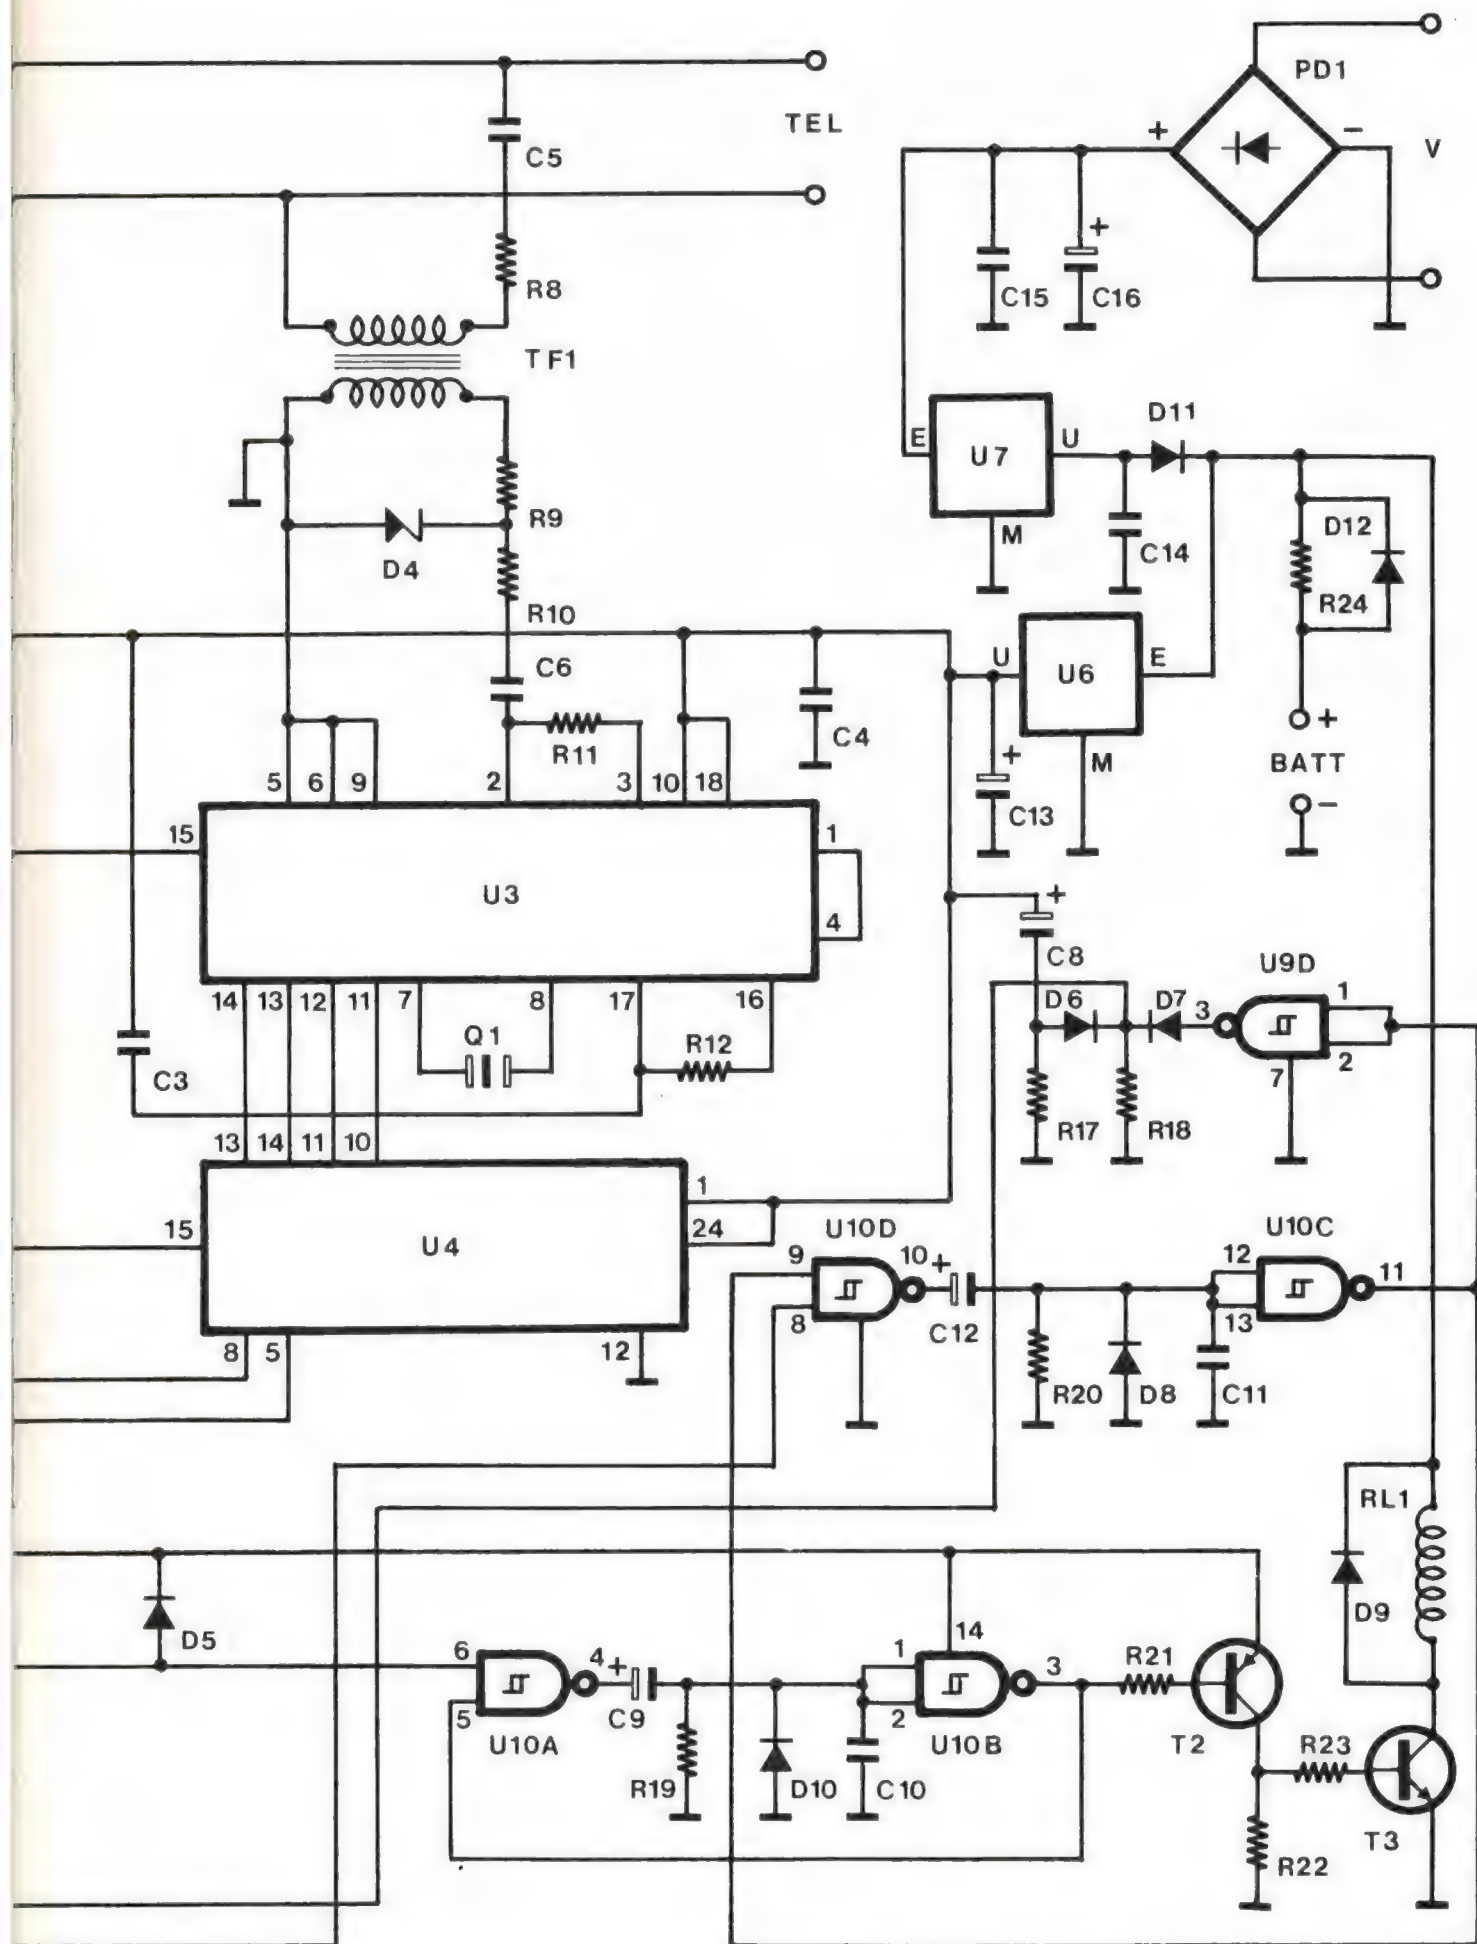 PD1
TEL
+
−
V
C5
+
R8
C15
C16
TF1
D11
E
U7
U
R9
M
C14
D12
D4
R24
R10
C6
U
U6
E
+
R11
C4
+
M
BATT
5
6
9
2
3
10
18
C13
−
15
1
U3
4
+
C8
U9D
14
13
12
11
7
8
17
16
D6
D7
3
1
Q1
R12
2
C3
7
R17
R18
13
14
11
10
1
U10D
U10C
15
U4
24
9
10
+
12
11
8
13
8
5
12
C12
R20
D8
C11
RL1
D9
14
D5
6
4
+
1
3
R21
5
C9
2
U10A
U10B
T2
R23
R19
D10
C10
T3
R22